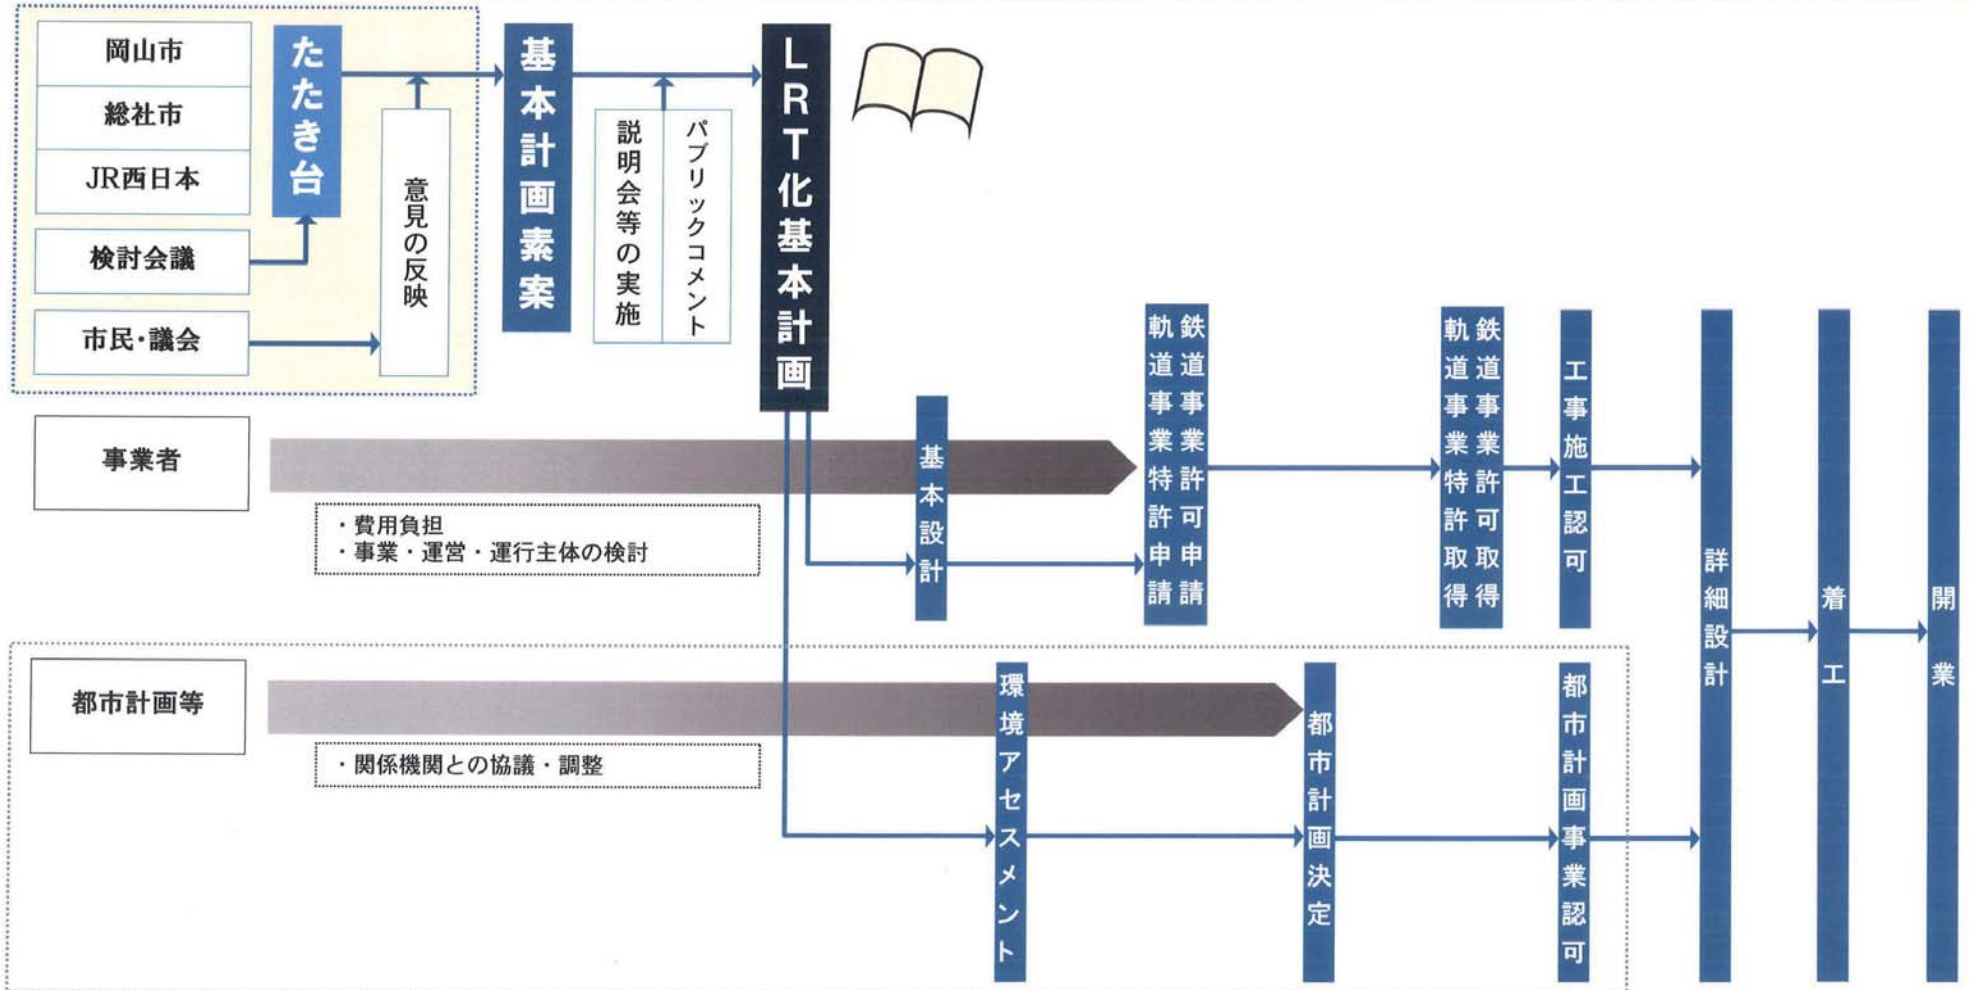 岡山市
総社市
JR西日本
検討会議
市民・議会
たたき台
意見の反映
基本計画素案
説明会等の実施
パブリックコメント
LRT化基本計画
事業者
・費用負担
・事業・運営・運行主体の検討
基本設計
鉄道事業許可申請
軌道事業特許申請
鉄道事業許可取得
軌道事業特許取得
工事施工認可
都市計画等
・関係機関との協議・調整
環境アセスメント
都市計画決定
都市計画事業認可
詳細設計
着工
開業